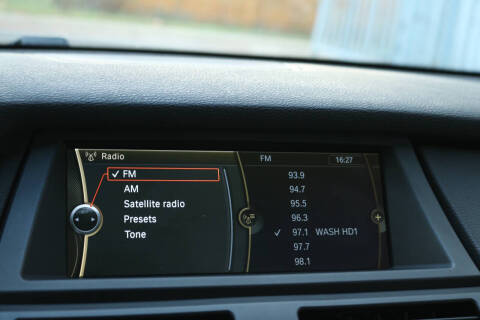 Radio
✓ FM
AM
Satellite radio
Presets
Tone
FM 16:27
93.9
94.7
95.5
96.3
✓ 97.1 WASH HD1
97.7
98.1